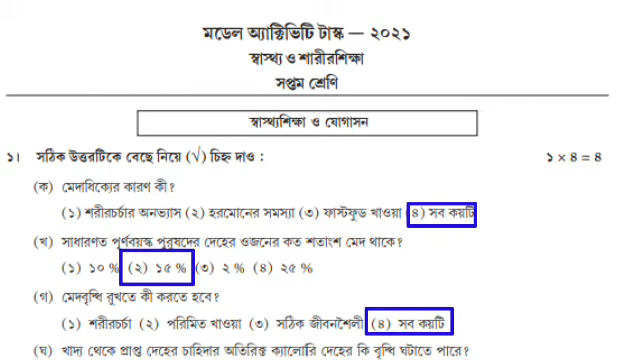 মডেল অ্যাক্টিভিটি টাস্ক — ২০২১
স্বাস্থ্য ও শারীরশিক্ষা
সপ্তম শ্রেণি
স্বাস্থ্যশিক্ষা ও যোগাসন
১। সঠিক উত্তরটিকে বেছে নিয়ে (√) চিহ্ন দাও : ১ × ৪ = ৪
(ক) মেদাধিক্যের কারণ কী?
(১) শরীরচর্চার অনভ্যাস (২) হরমোনের সমস্যা (৩) ফাস্টফুড খাওয়া (৪) সব কয়টি
(খ) সাধারণত পূর্ণবয়স্ক পুরুষদের দেহের ওজনের কত শতাংশ মেদ থাকে?
(১) ১০ % (২) ১৫ % (৩) ২ % (৪) ২৫ %
(গ) মেদবৃদ্ধি রুখতে কী করতে হবে?
(১) শরীরচর্চা (২) পরিমিত খাওয়া (৩) সঠিক জীবনশৈলী (৪) সব কয়টি
(ঘ) খাদ্য থেকে প্রাপ্ত দেহের চাহিদার অতিরিক্ত ক্যালোরি দেহের কি বৃদ্ধি ঘটাতে পারে?